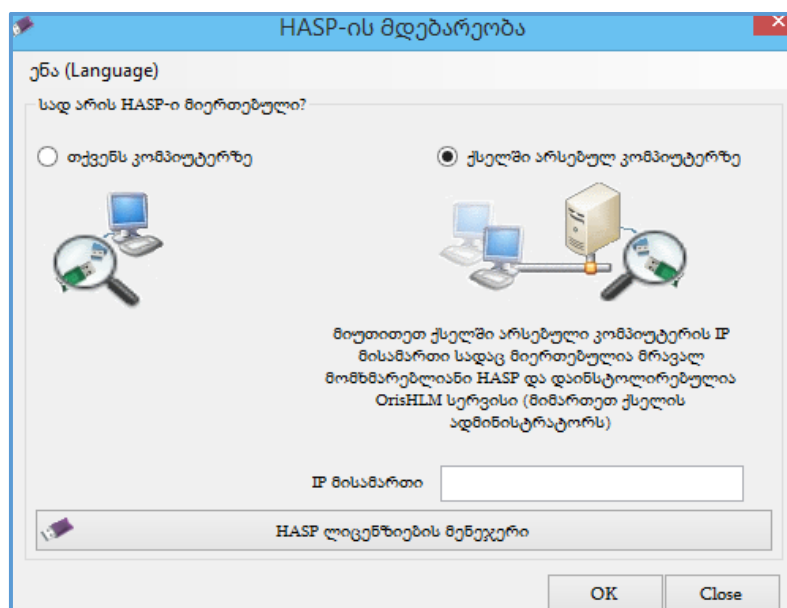 HASP-ის მდებარეობა
ენა (Language)
სად არის HASP-ი მიერთებული?
თქვენს კომპიუტერზე
ქსელში არსებულ კომპიუტერზე
მიუთითეთ ქსელში არსებული კომპიუტერის IP
მისამართი სადაც მიერთებულია მრავალ
მომხმარებლიანი HASP და დაინსტოლირებულია
OrisHLM სერვისი (მიმართეთ ქსელის
ადმინისტრატორს)
IP მისამართი
HASP ლიცენზიების მენეჯერი
OK Close